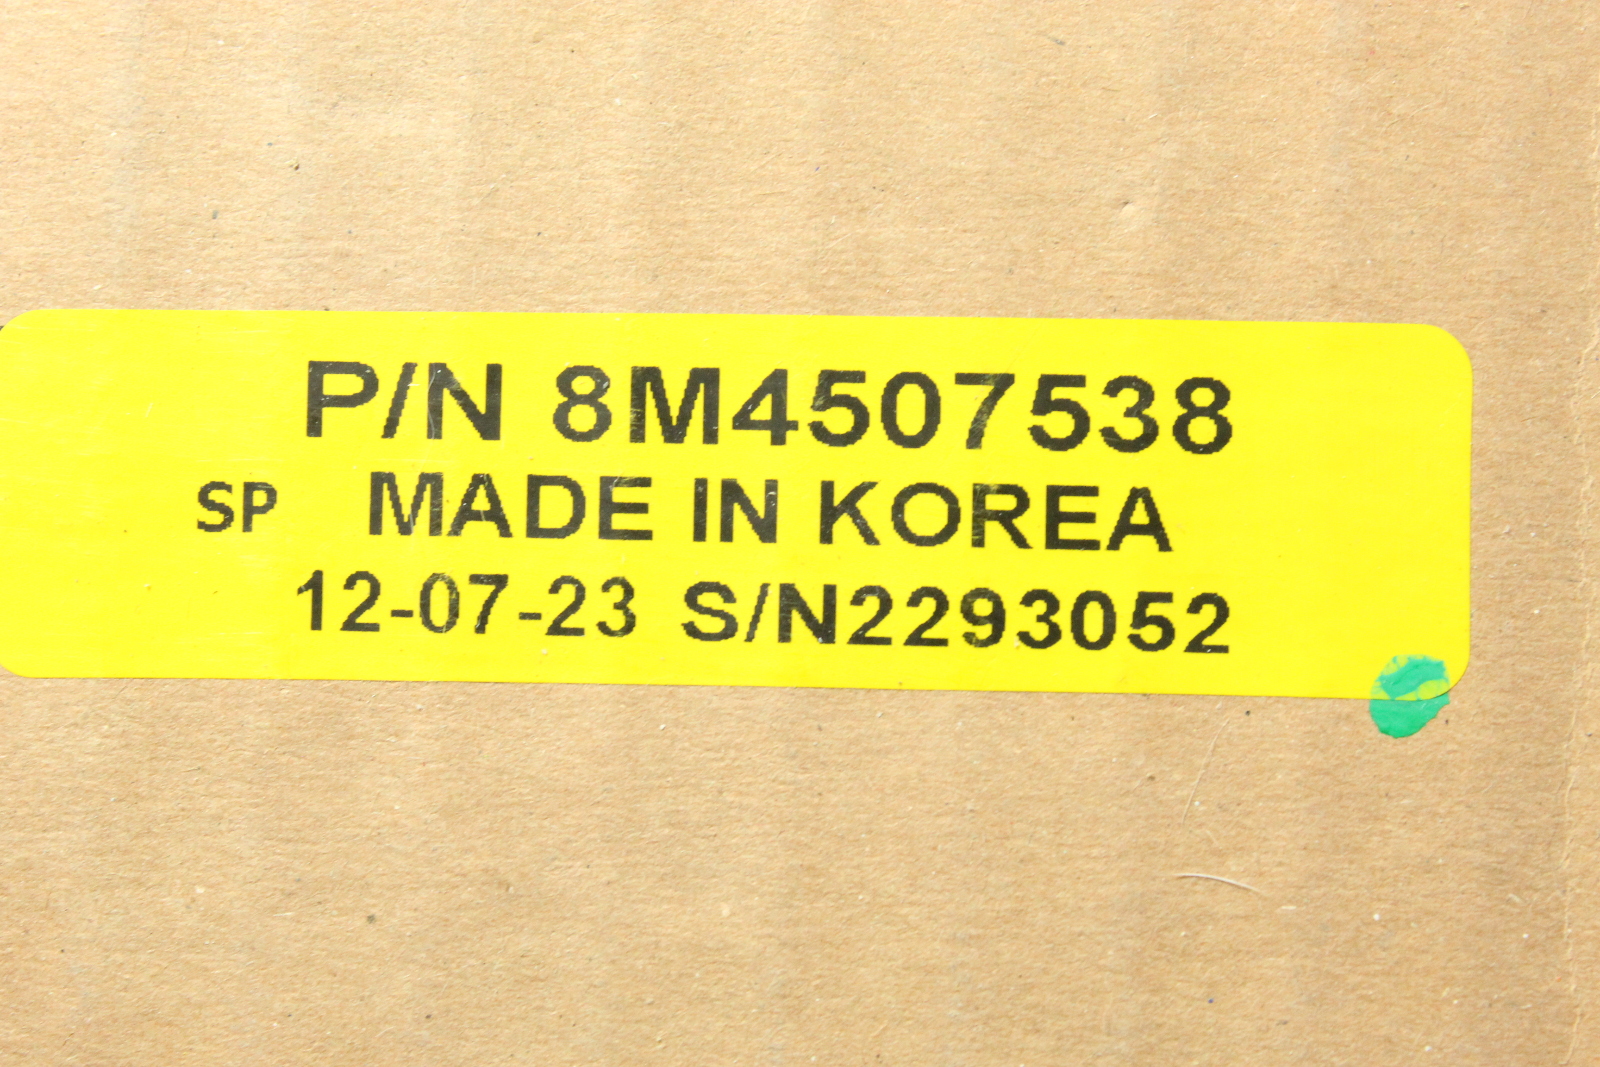 P/N 8M4507538
SP MADE IN KOREA
12-07-23 S/N2293052